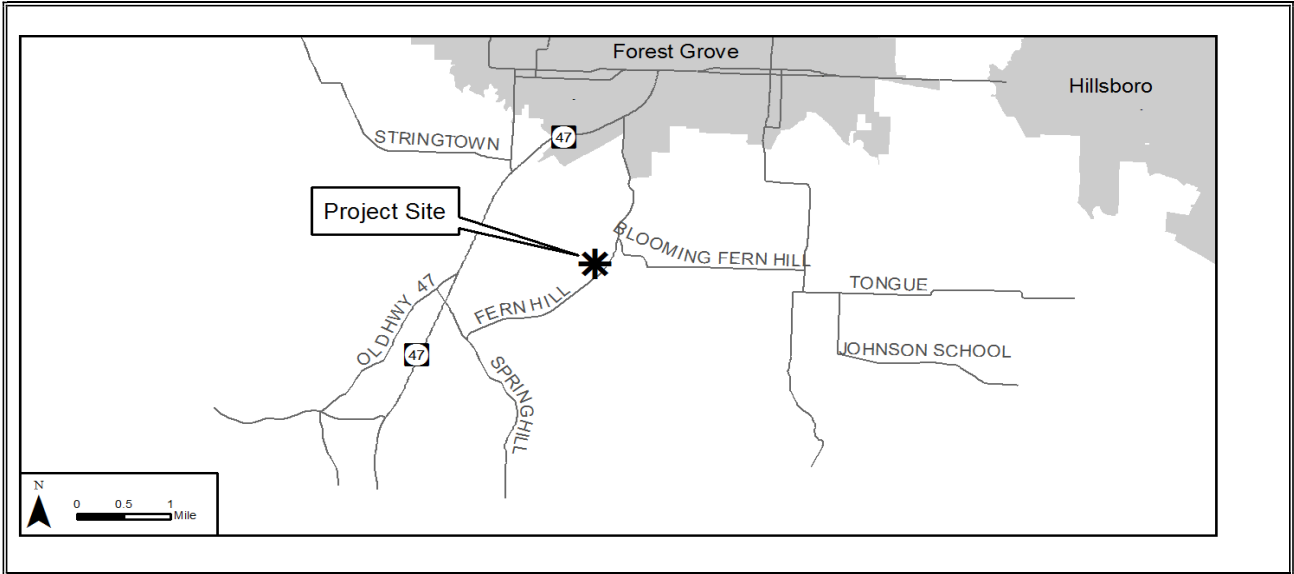 Forest Grove
Hillsboro
47
STRINGTOWN
Project Site
BLOOMING FERN HILL
OLD HWY 47
FERN HILL
TONGUE
47
JOHNSON SCHOOL
SPRINGHILL
N
0 0.5 1
Mile